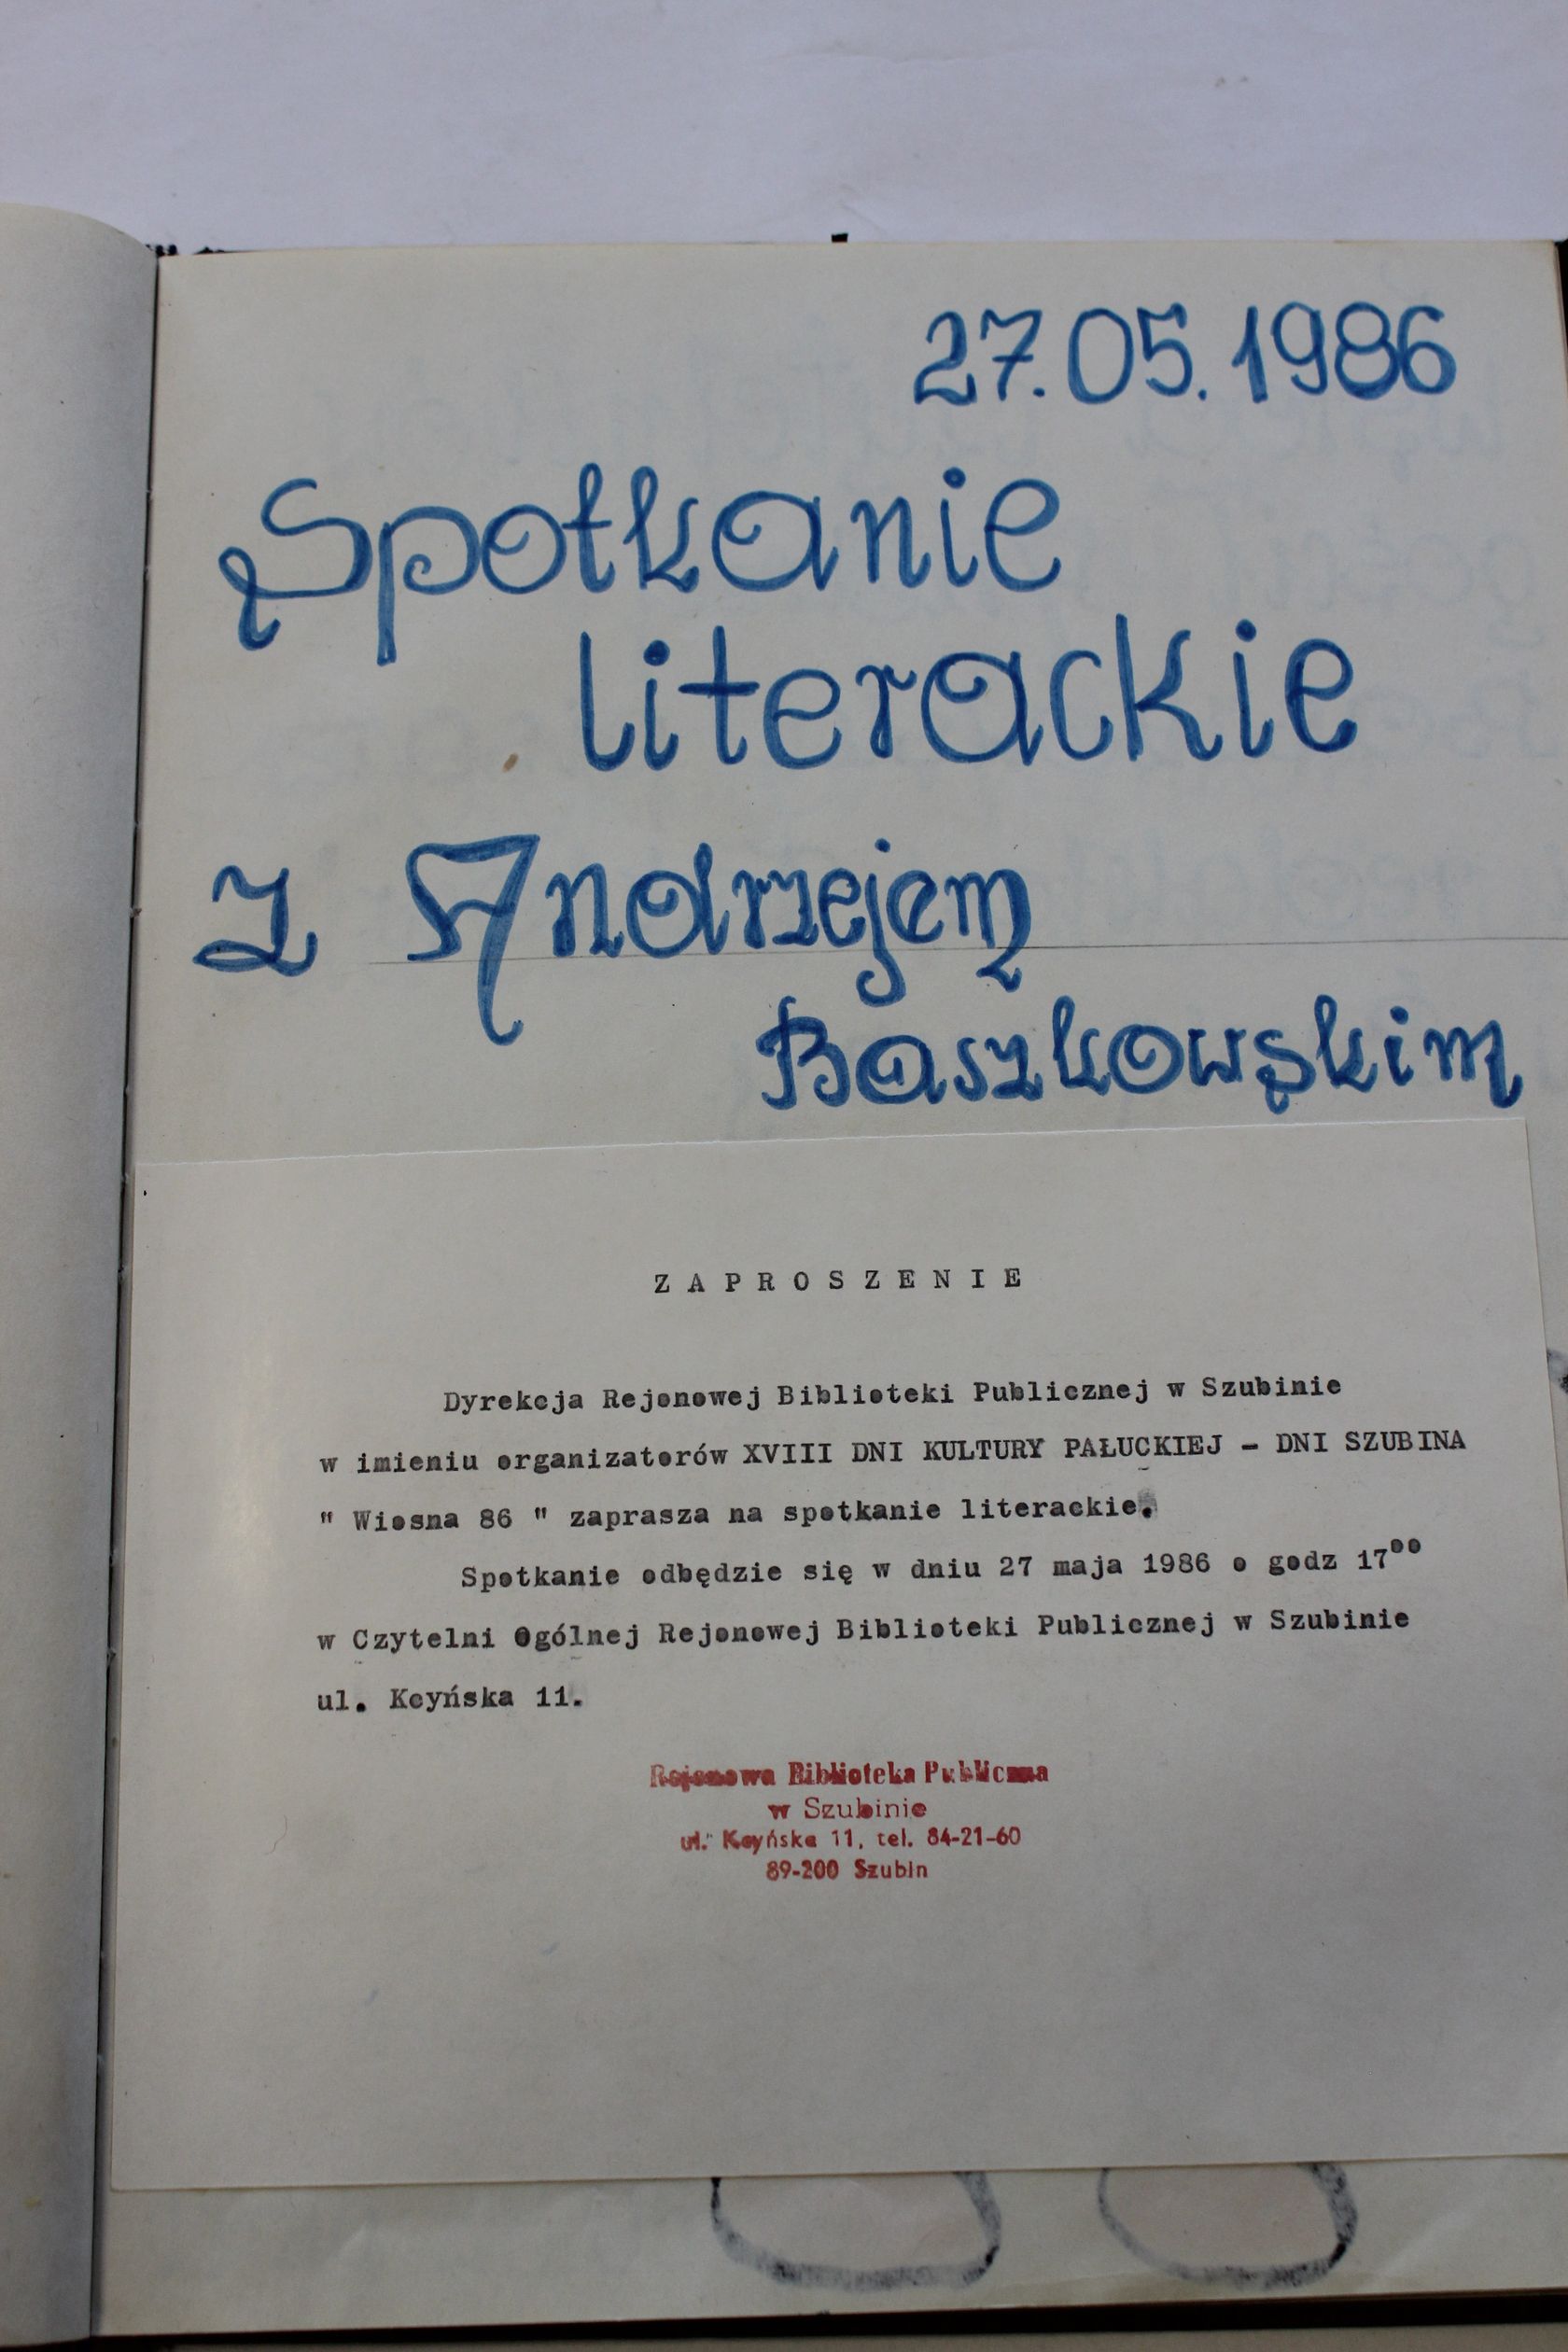 27.05.1986
Spotkanie
literackie
z Andrzejem
Baszkowskim
ZAPROSZENIE
Dyrekcja Rejonowej Biblioteki Publicznej w Szubinie
w imieniu organizatorów XVIII DNI KULTURY PAŁUCKIEJ – DNI SZUBINA
" Wiosna 86 " zaprasza na spotkanie literackie.
Spotkanie odbędzie się w dniu 27 maja 1986 o godz 17⁰⁰
w Czytelni Ogólnej Rejonowej Biblioteki Publicznej w Szubinie
ul. Kcyńska 11.
Rejonowa Biblioteka Publiczna
w Szubinie
ul. Kcyńska 11, tel. 84-21-60
89-200 Szubin